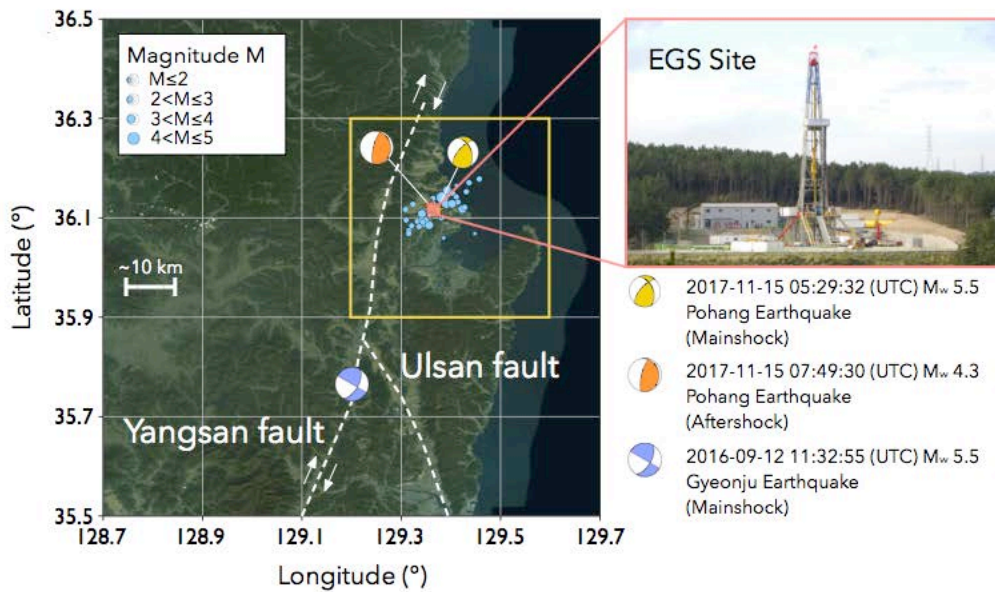 36.5
36.3
36.1
35.9
35.7
35.5
Latitude (°)
Magnitude M
M≤2
2<M≤3
3<M≤4
4<M≤5
~10 km
Ulsan fault
Yangsan fault
128.7 128.9 129.1 129.3 129.5 129.7
Longitude (°)
EGS Site
2017-11-15 05:29:32 (UTC) Mw 5.5
Pohang Earthquake
(Mainshock)
2017-11-15 07:49:30 (UTC) Mw 4.3
Pohang Earthquake
(Aftershock)
2016-09-12 11:32:55 (UTC) Mw 5.5
Gyeonju Earthquake
(Mainshock)